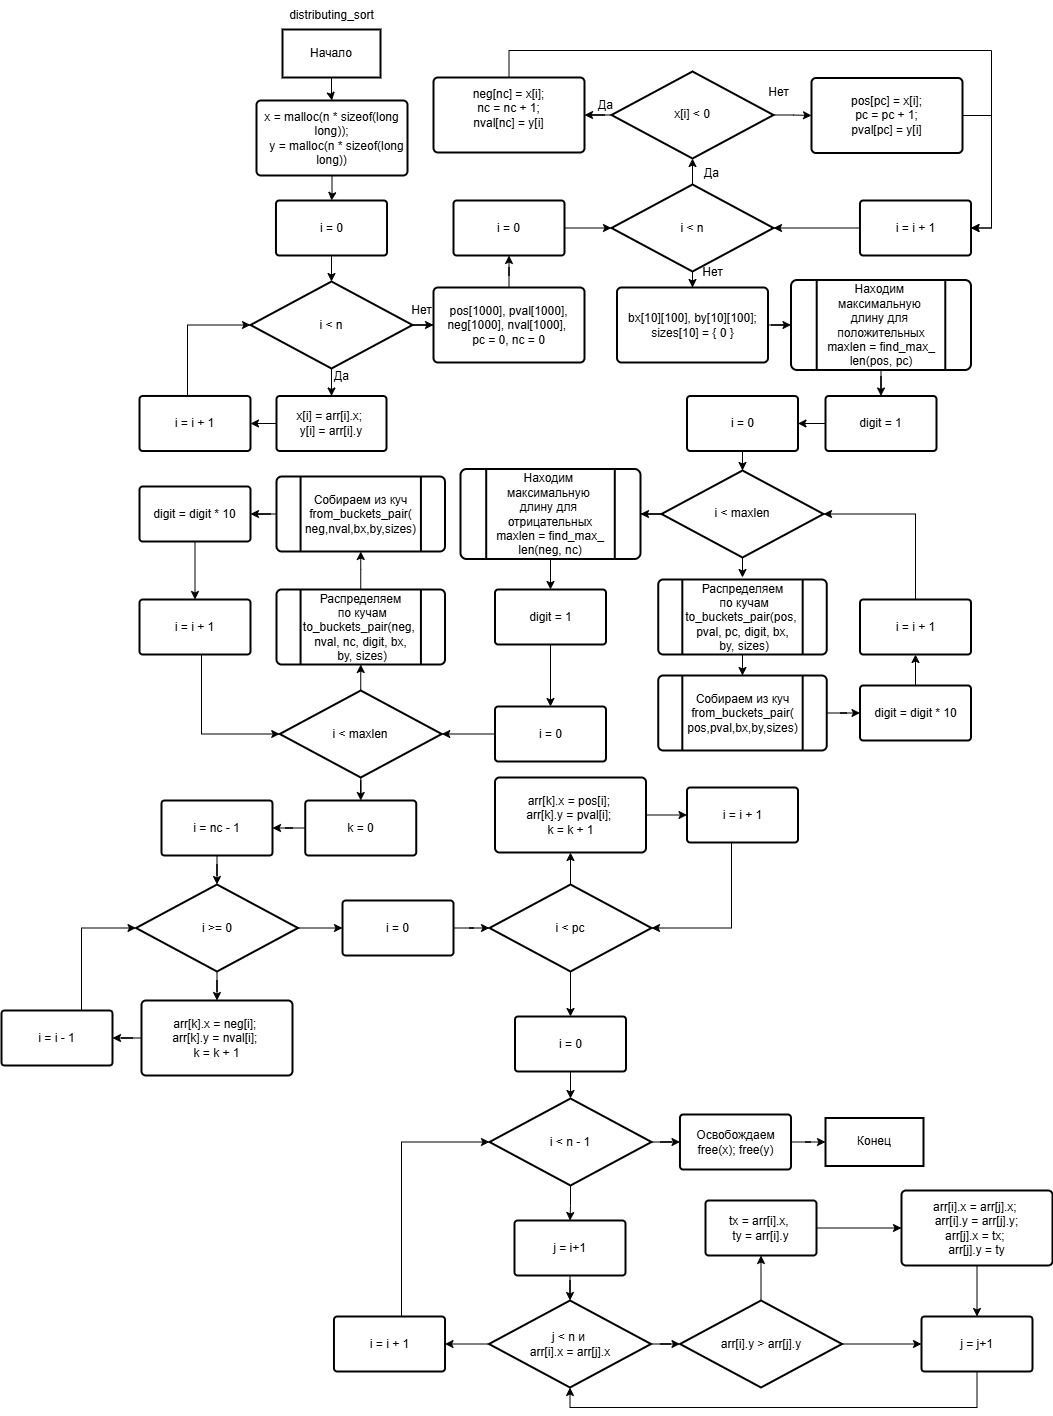 distributing_sort
Начало
x = malloc(n * sizeof(long
long));
y = malloc(n * sizeof(long
long))
i = 0
i < n
Нет
Да
x[i] = arr[i].x;
y[i] = arr[i].y
i = i + 1
pos[1000], pval[1000],
neg[1000], nval[1000],
pc = 0, nc = 0
i = 0
i < n
Да
Нет
x[i] < 0
Да
Нет
neg[nc] = x[i];
nc = nc + 1;
nval[nc] = y[i]
pos[pc] = x[i];
pc = pc + 1;
pval[pc] = y[i]
i = i + 1
bx[10][100], by[10][100];
sizes[10] = { 0 }
Находим
максимальную
длину для
положительных
maxlen = find_max_
len(pos, pc)
digit = 1
i = 0
i < maxlen
Распределяем
по кучам
to_buckets_pair(pos,
pval, pc, digit, bx,
by, sizes)
Собираем из куч
from_buckets_pair(
pos,pval,bx,by,sizes)
digit = digit * 10
i = i + 1
Находим
максимальную
длину для
отрицательных
maxlen = find_max_
len(neg, nc)
digit = 1
i = 0
i < maxlen
Распределяем
по кучам
to_buckets_pair(neg,
nval, nc, digit, bx,
by, sizes)
Собираем из куч
from_buckets_pair(
neg,nval,bx,by,sizes)
digit = digit * 10
i = i + 1
k = 0
i = nc - 1
i >= 0
arr[k].x = neg[i];
arr[k].y = nval[i];
k = k + 1
i = i - 1
i = 0
i < pc
arr[k].x = pos[i];
arr[k].y = pval[i];
k = k + 1
i = i + 1
i = 0
i < n - 1
Освобождаем
free(x); free(y)
Конец
j = i+1
j < n и
arr[i].x = arr[j].x
i = i + 1
arr[i].y > arr[j].y
tx = arr[i].x,
ty = arr[i].y
arr[i].x = arr[j].x;
arr[i].y = arr[j].y;
arr[j].x = tx;
arr[j].y = ty
j = j+1